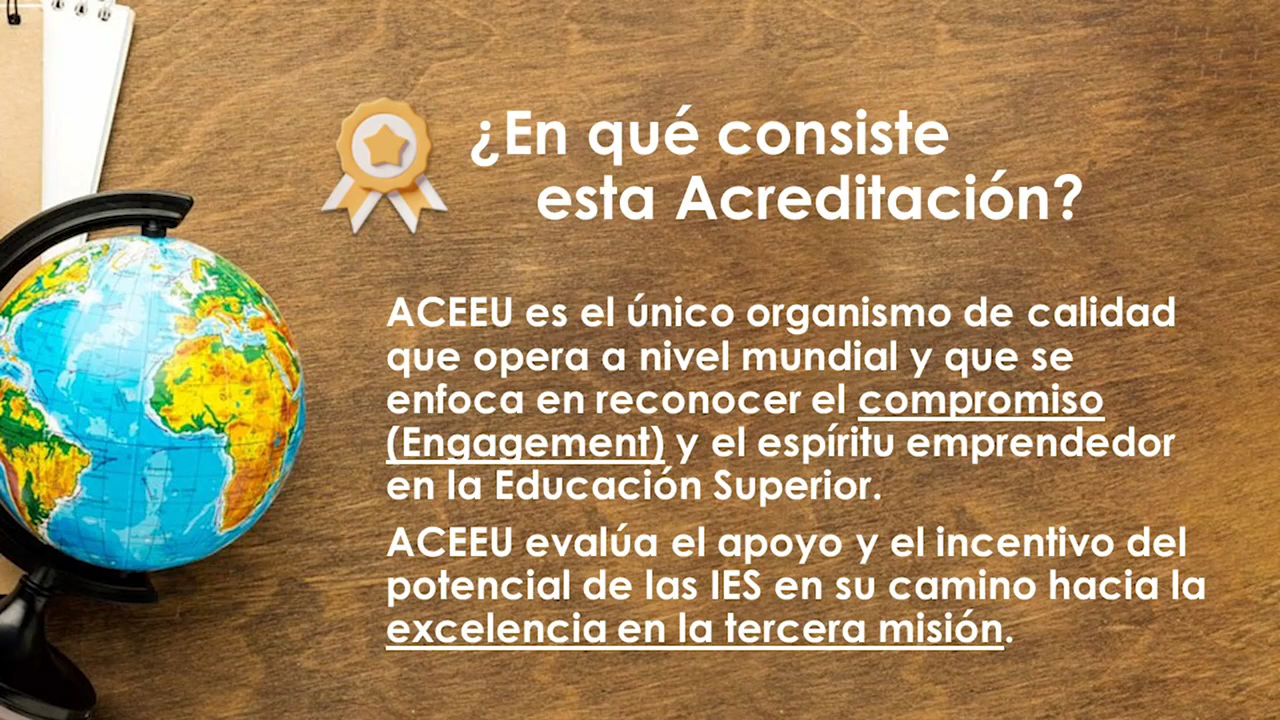 ¿En qué consiste
esta Acreditación?
ACEEU es el único organismo de calidad
que opera a nivel mundial y que se
enfoca en reconocer el compromiso
(Engagement) y el espíritu emprendedor
en la Educación Superior.
ACEEU evalúa el apoyo y el incentivo del
potencial de las IES en su camino hacia la
excelencia en la tercera misión.